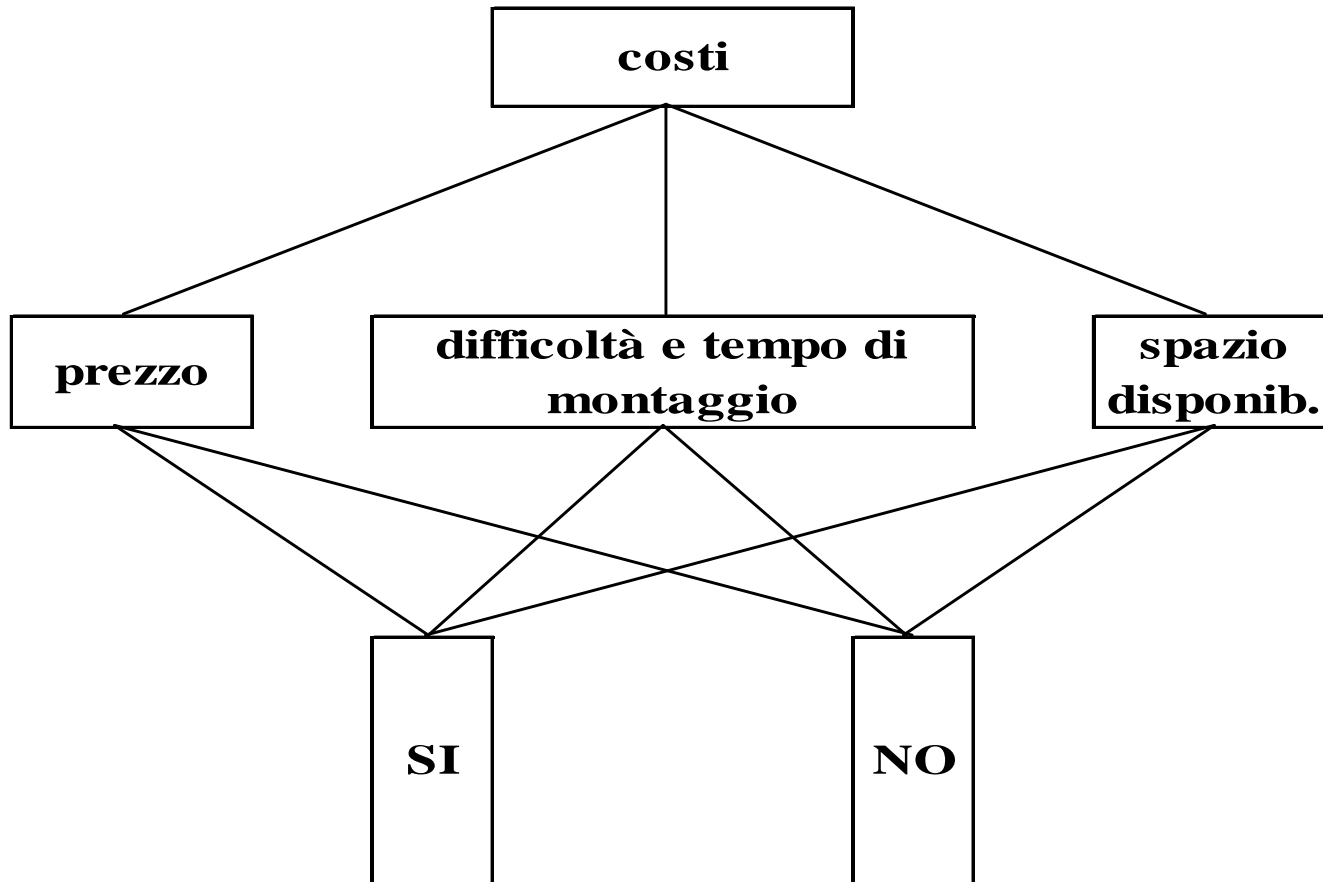 costi
prezzo
difficoltà e tempo di
montaggio
spazio
disponib.
SI
NO